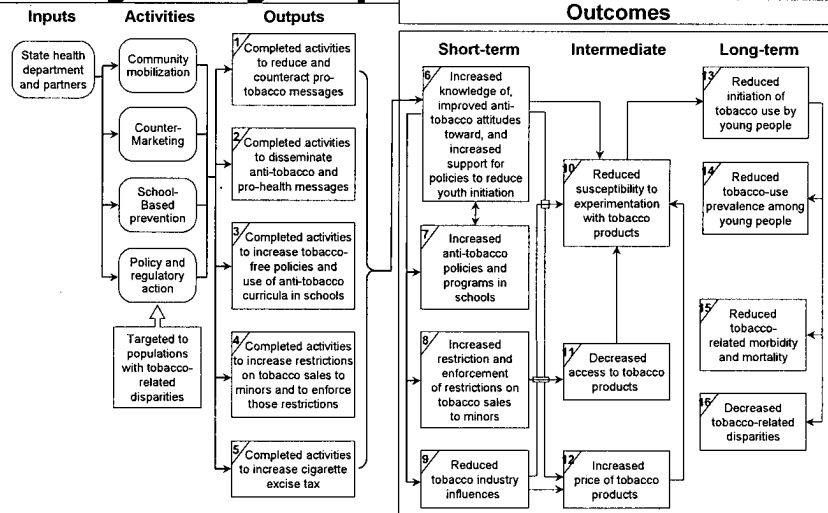 Outcomes
Inputs
Activities
Outputs
Short-term
Intermediate
Long-term
State health
department
and partners
Community
mobilization
Counter-
Marketing
School-
Based
prevention
Policy and
regulatory
action
Targeted to
populations
with tobacco-
related
disparities
1
Completed activities
to reduce and
counteract pro-
tobacco messages
2
Completed activities
to disseminate
anti-tobacco and
pro-health messages
3
Completed activities
to increase tobacco-
free policies and
use of anti-tobacco
curricula in schools
4
Completed activities
to increase restrictions
on tobacco sales to
minors and to enforce
those restrictions
5
Completed activities
to increase cigarette
excise tax
6
Increased
knowledge of,
improved anti-
tobacco attitudes
toward, and
increased
support for
policies to reduce
youth initiation
7
Increased
anti-tobacco
policies and
programs in
schools
8
Increased
restriction and
enforcement
of restrictions on
tobacco sales
to minors
9
Reduced
tobacco industry
influences
10
Reduced
susceptibility to
experimentation
with tobacco
products
11
Decreased
access to tobacco
products
12
Increased
price of tobacco
products
13
Reduced
initiation of
tobacco use by
young people
14
Reduced
tobacco-use
prevalence among
young people
15
Reduced
tobacco-
related morbidity
and mortality
16
Decreased
tobacco-related
disparities